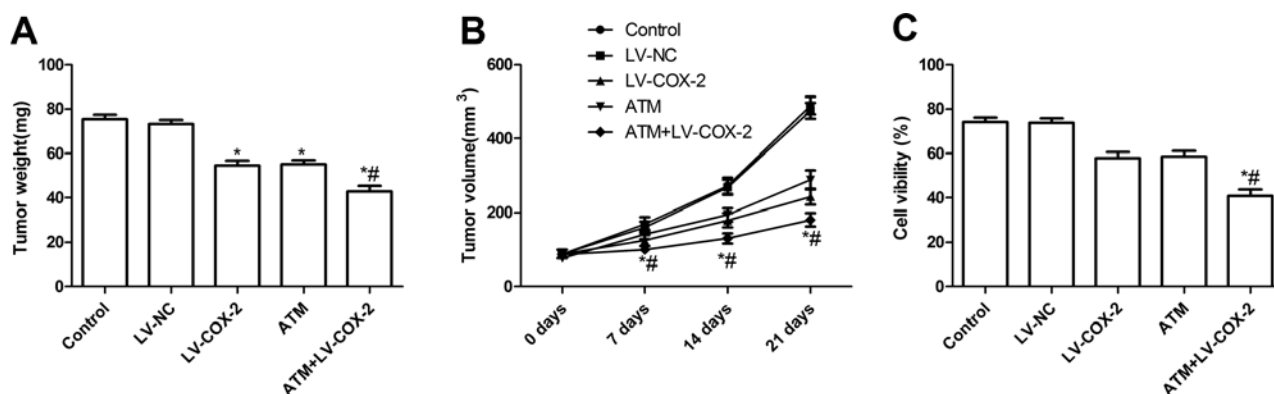 A
Tumor weight(mg)
100
80
60
40
20
0
*
*
*#
Control
LV-NC
LV-COX-2
ATM
ATM+LV-COX-2
B
Control
LV-NC
LV-COX-2
ATM
ATM+LV-COX-2
Tumor volume(mm 3)
600
400
200
0
*#
*#
*#
0 days
7 days
14 days
21 days
C
Cell vibility (%)
100
80
60
40
20
0
*#
Control
LV-NC
LV-COX-2
ATM
ATM+LV-COX-2